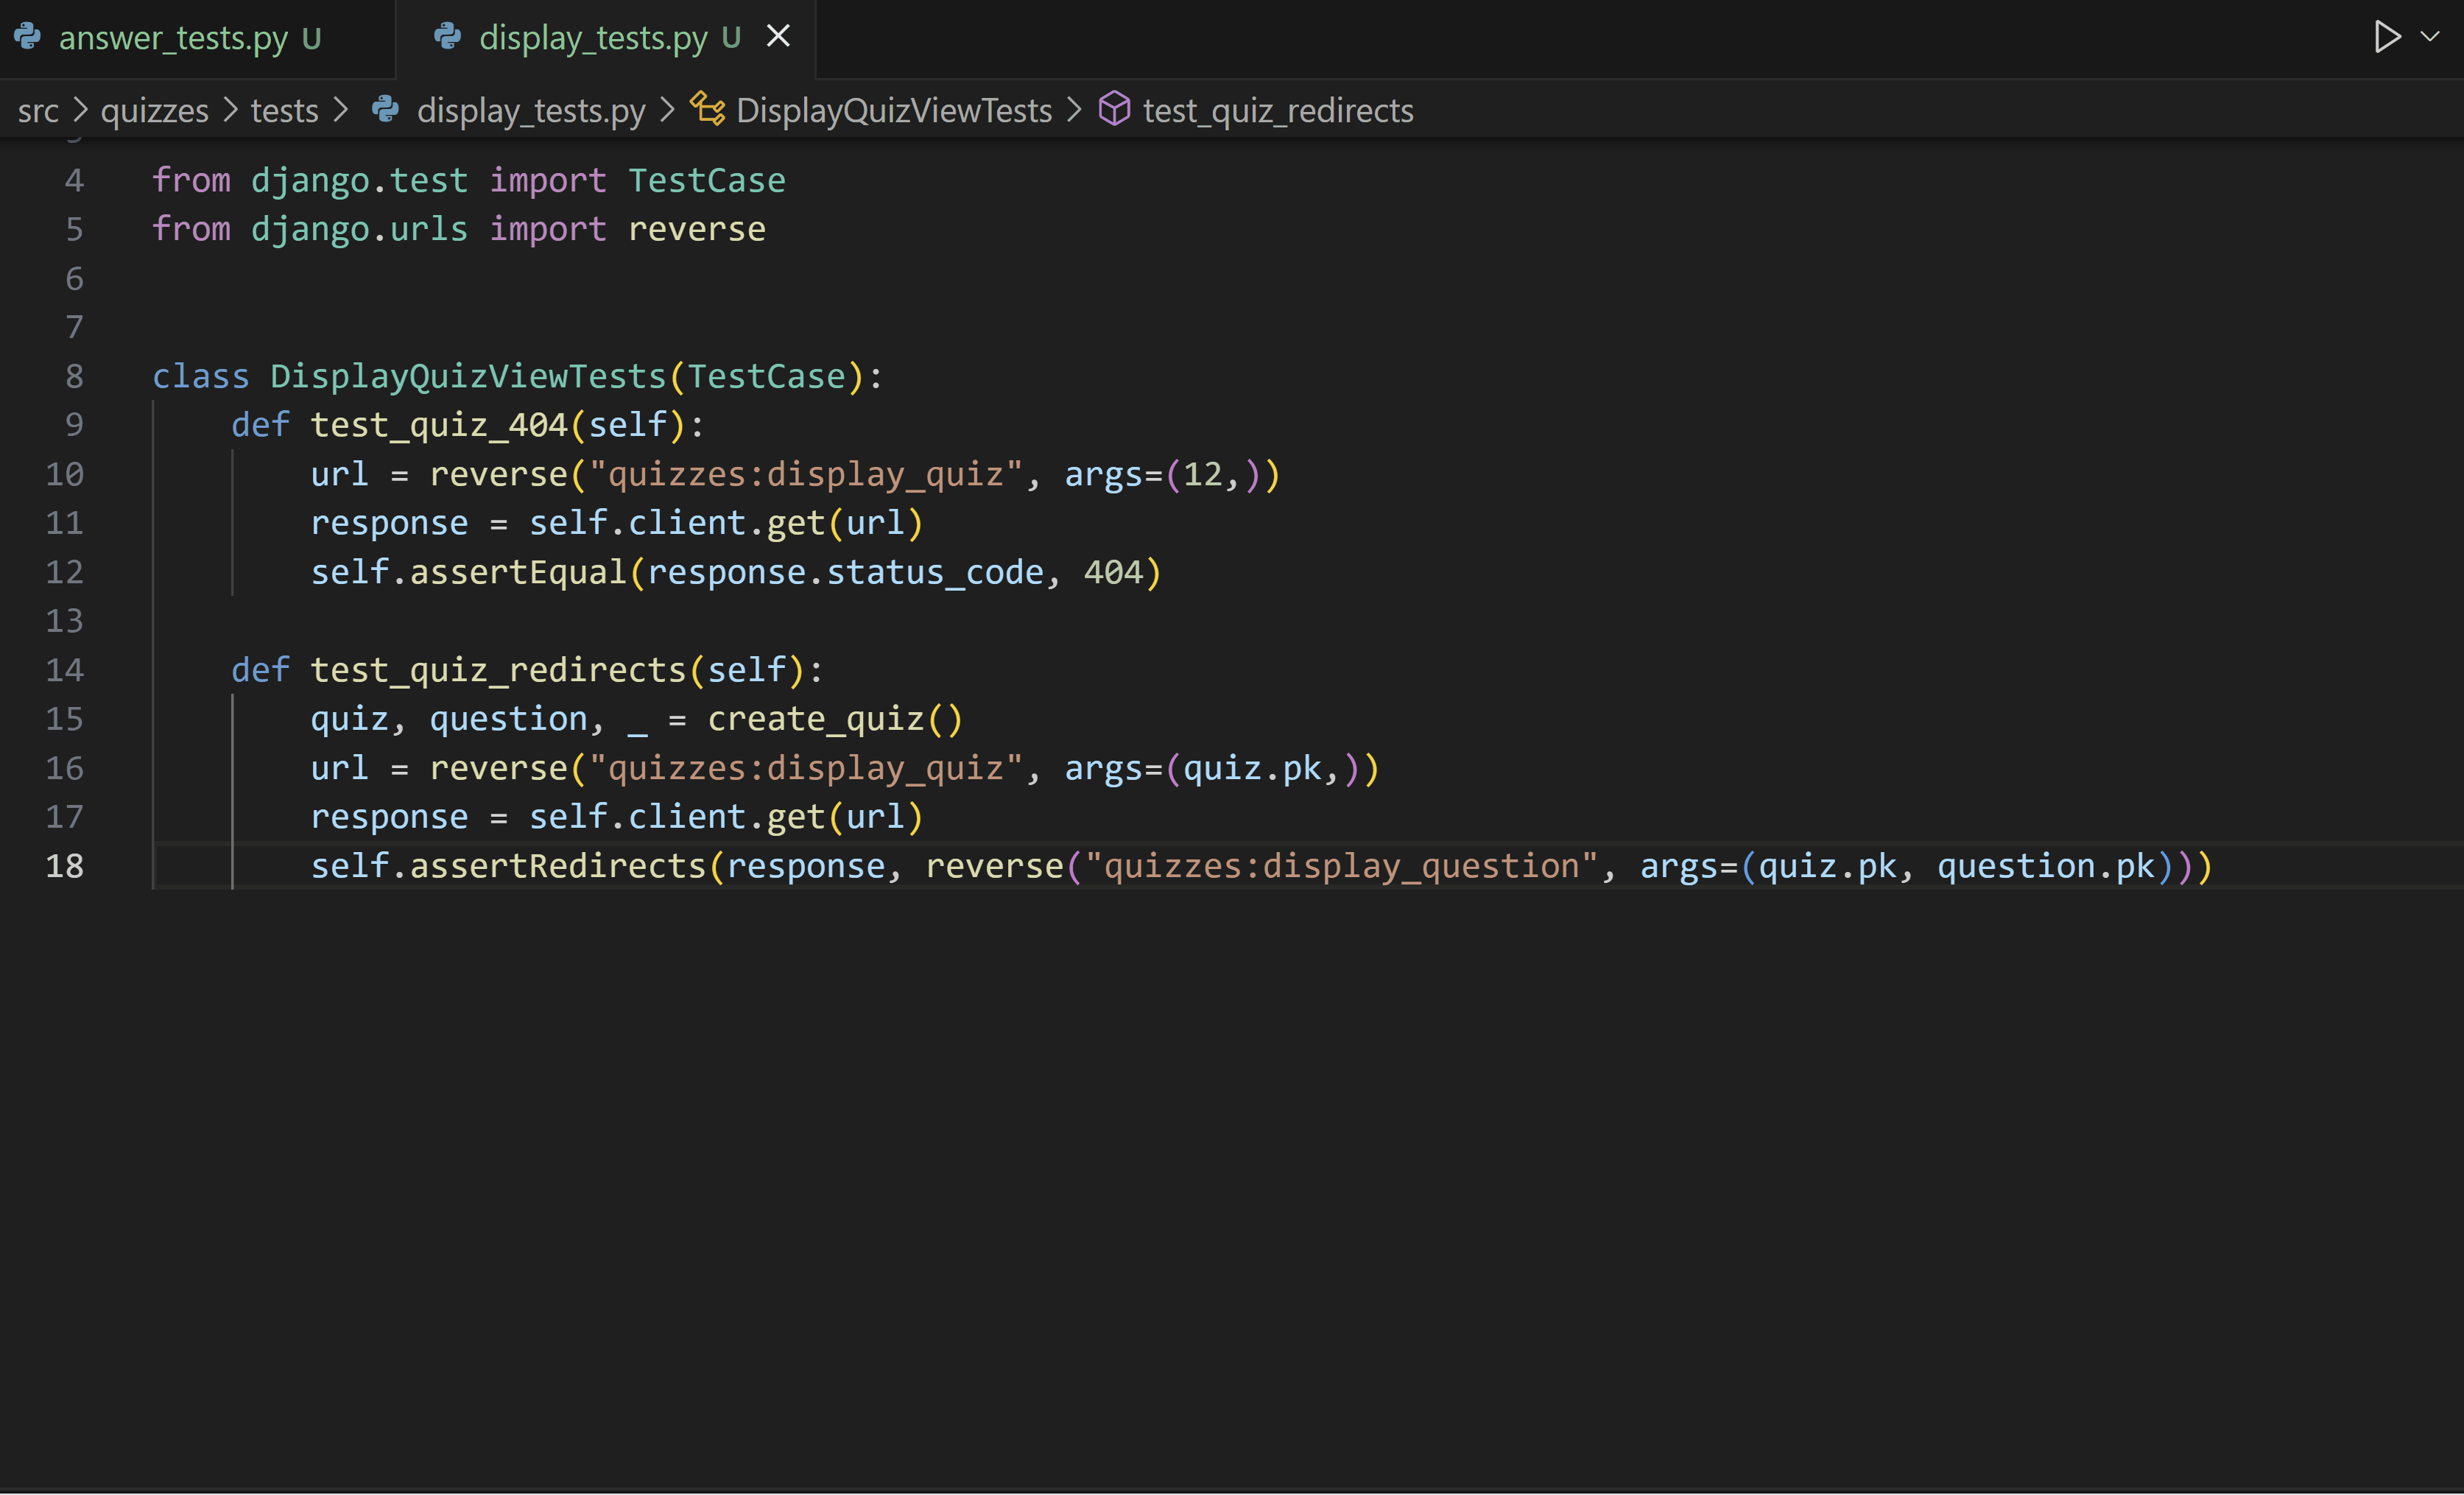 answer_tests.py U display_tests.py U
src > quizzes > tests > display_tests.py > DisplayQuizViewTests > test_quiz_redirects
4 from django.test import TestCase
5 from django.urls import reverse
6
7
8 class DisplayQuizViewTests(TestCase):
9     def test_quiz_404(self):
10         url = reverse("quizzes:display_quiz", args=(12,))
11         response = self.client.get(url)
12         self.assertEqual(response.status_code, 404)
13
14     def test_quiz_redirects(self):
15         quiz, question, _ = create_quiz()
16         url = reverse("quizzes:display_quiz", args=(quiz.pk,))
17         response = self.client.get(url)
18         self.assertRedirects(response, reverse("quizzes:display_question", args=(quiz.pk, question.pk)))